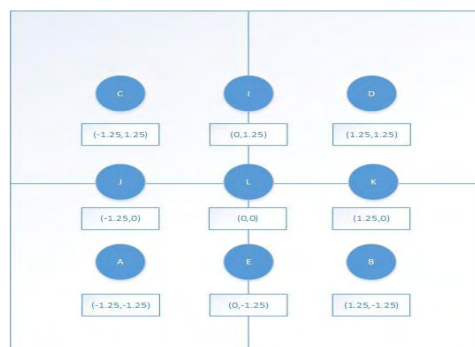 C I D
(-1.25,1.25) (0,1.25) (1.25,1.25)
J L K
(-1.25,0) (0,0) (1.25,0)
A E B
(-1.25,-1.25) (0,-1.25) (1.25,-1.25)